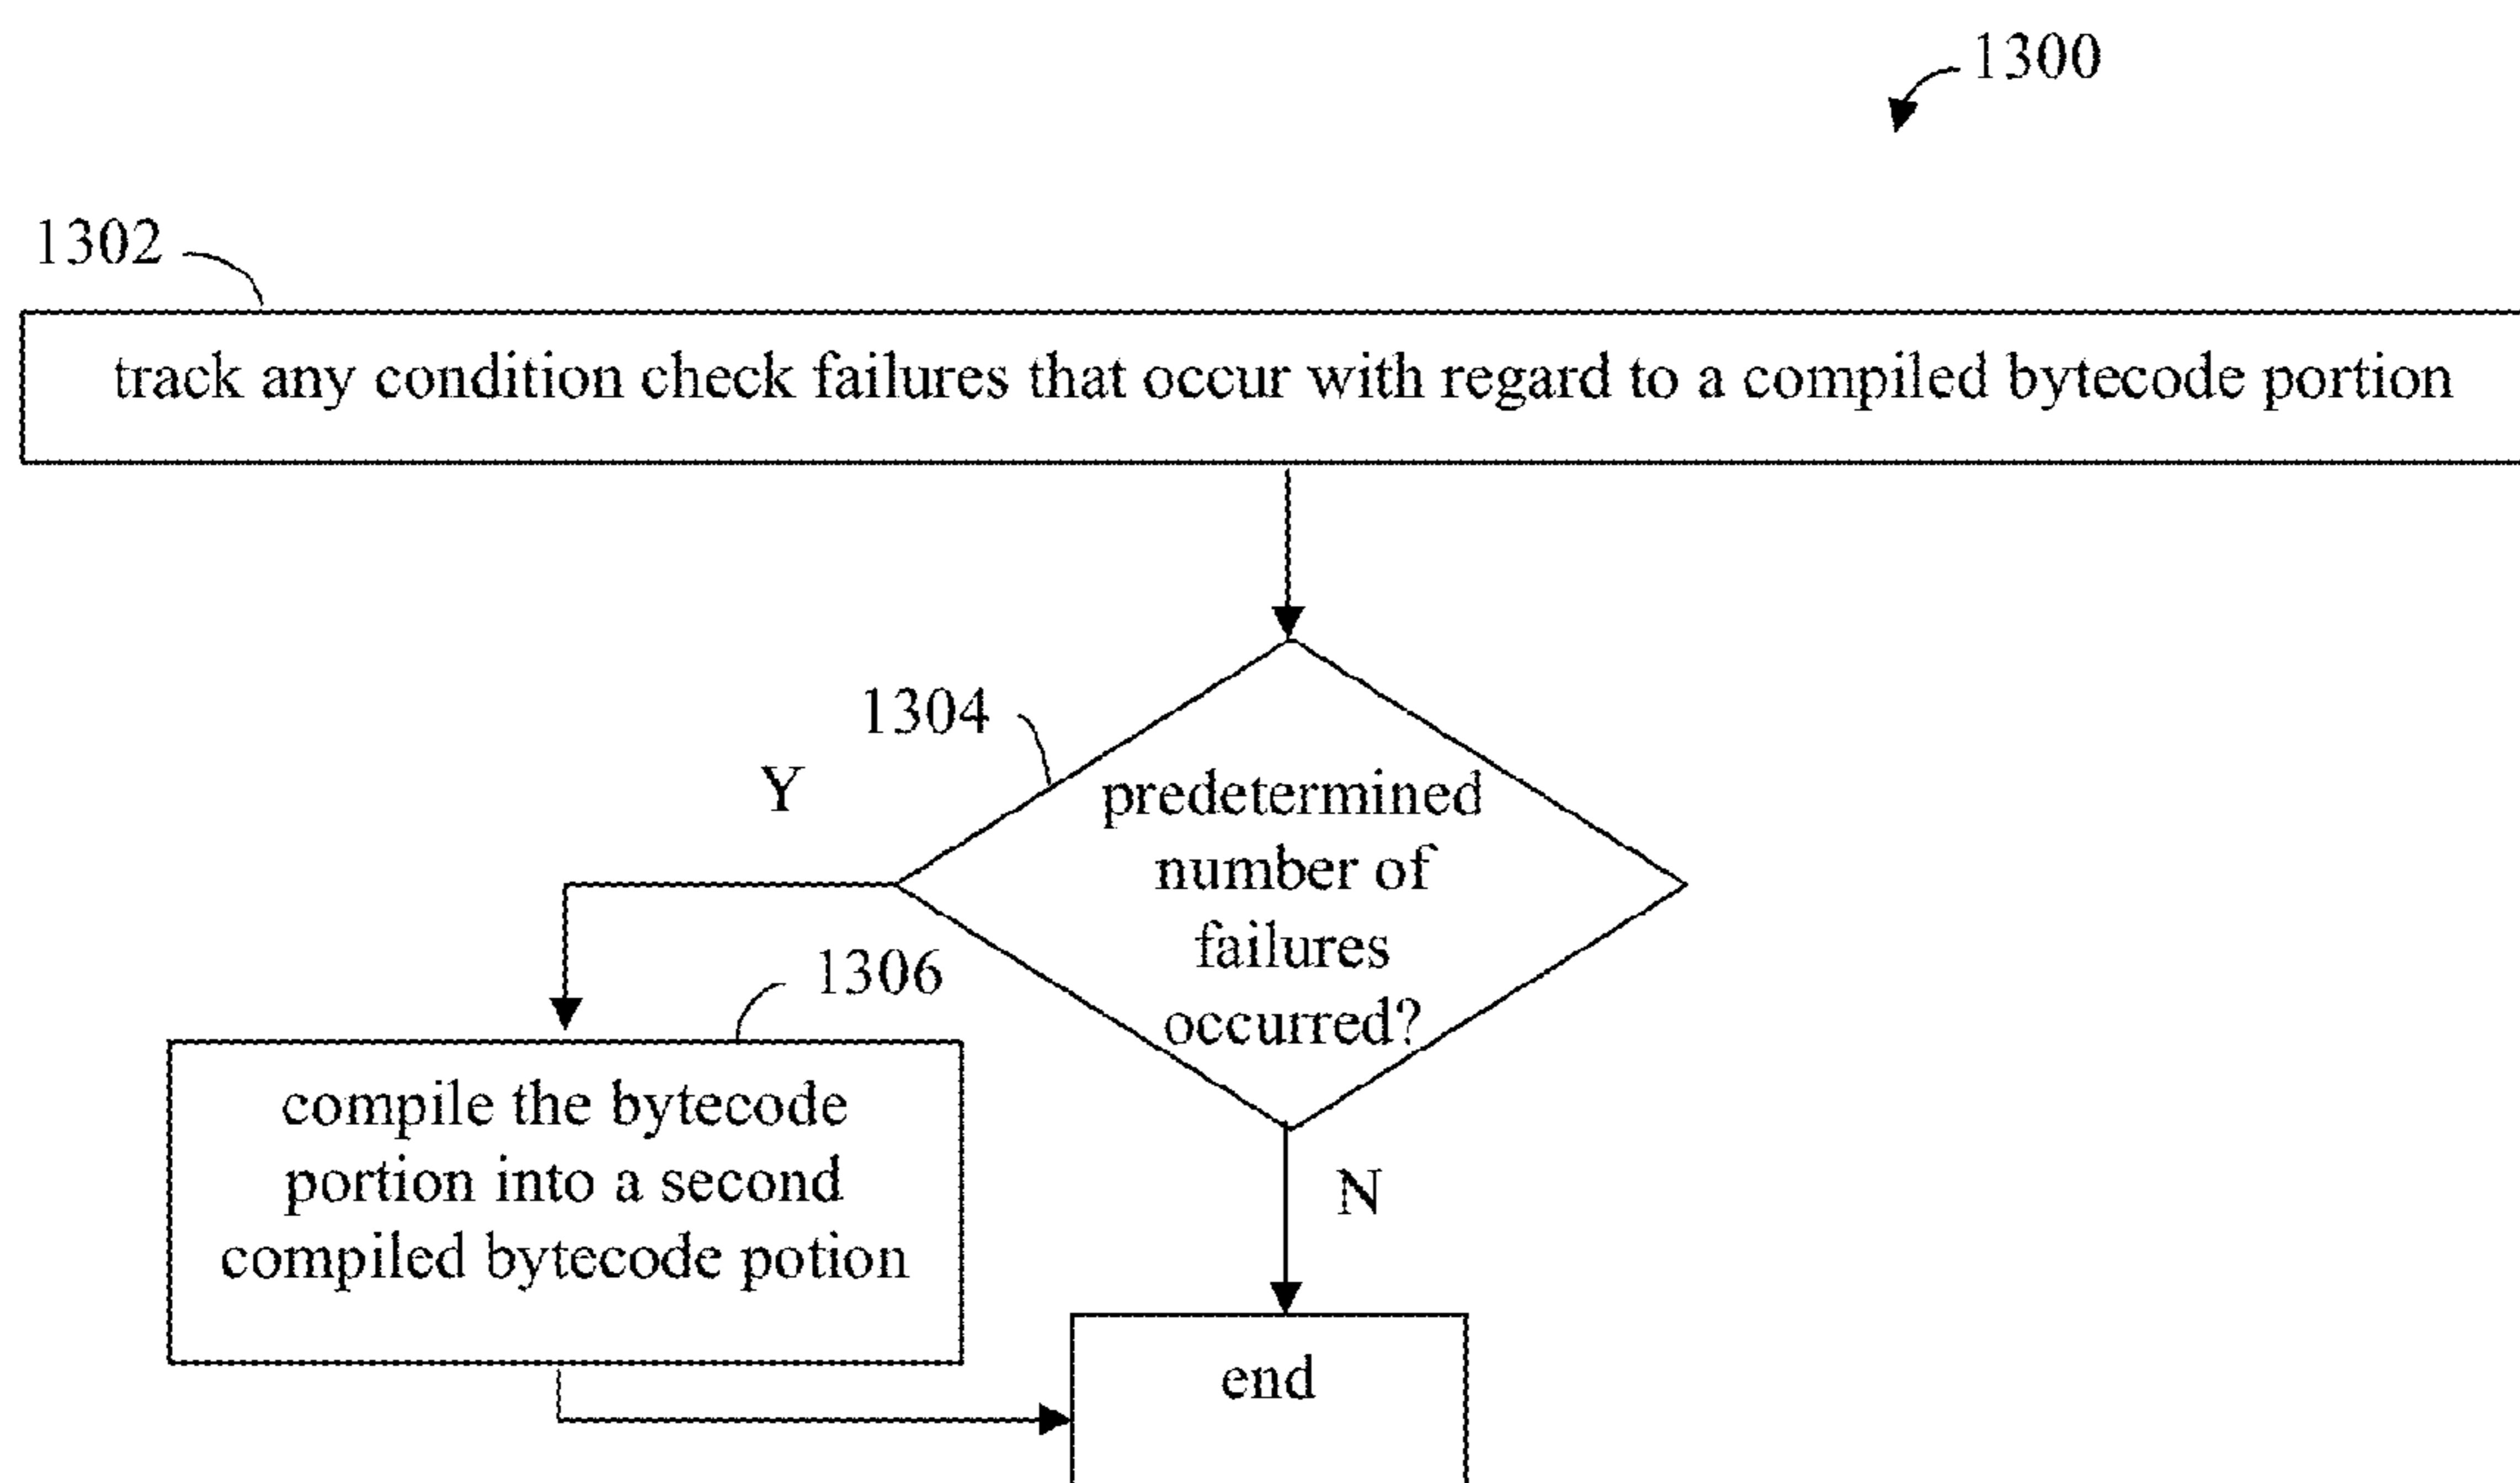 1300
1302
track any condition check failures that occur with regard to a compiled bytecode portion
1304
Y
predetermined
number of
failures
occurred?
1306
compile the bytecode
portion into a second
compiled bytecode potion
N
end